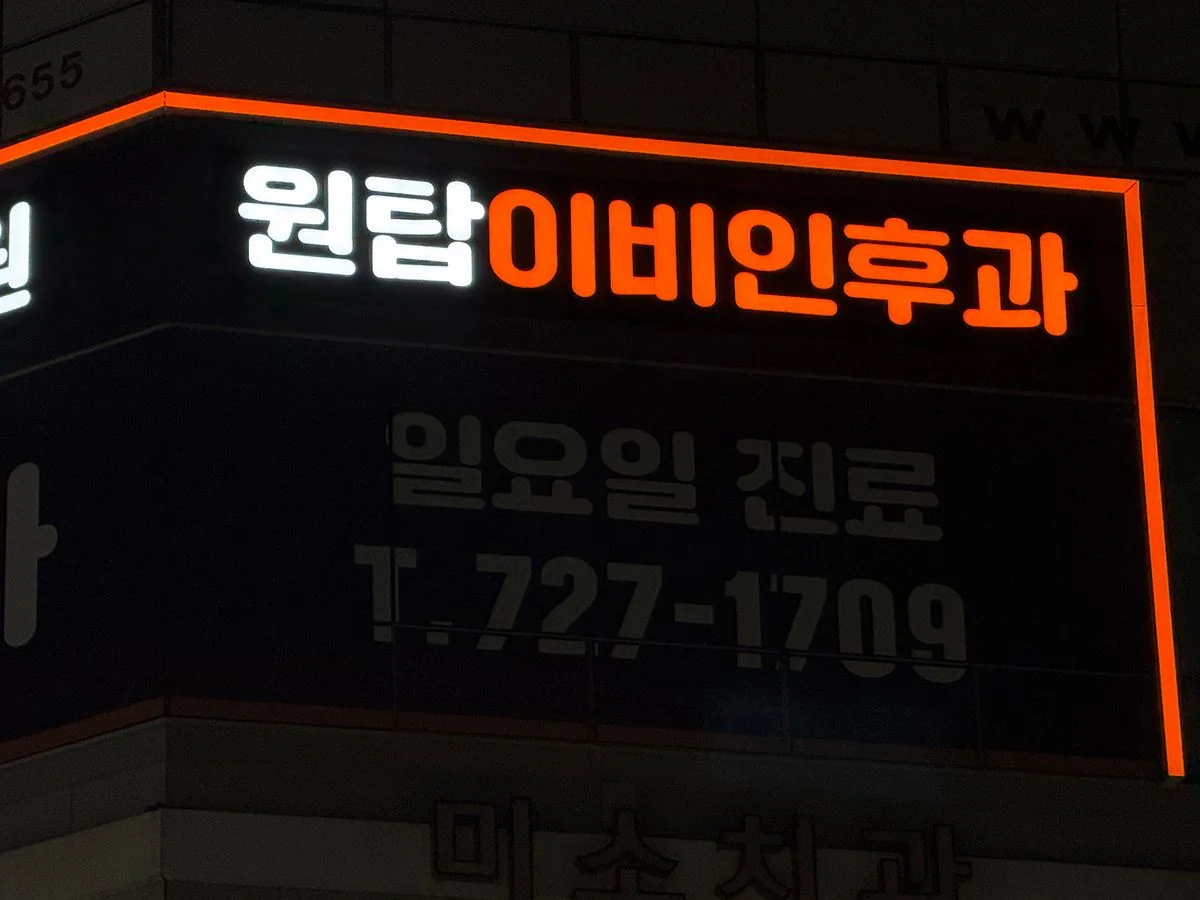 655
w w
원탑이비인후과
일요일 진료
T.727-1709
미소치과